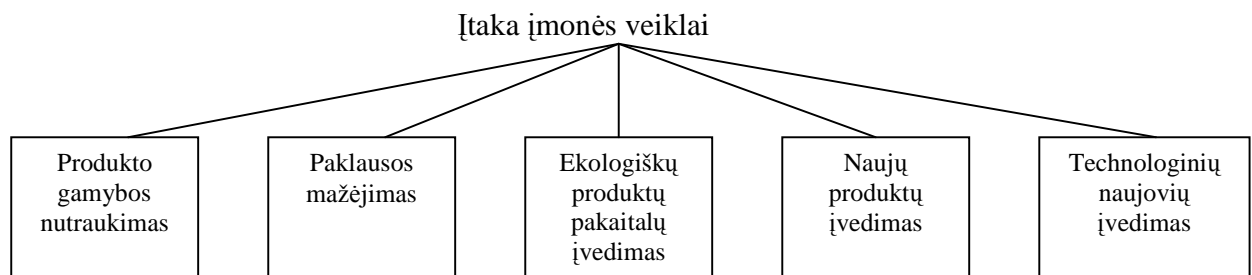 Įtaka įmonės veiklai
Produkto
gamybos
nutraukimas
Paklausos
mažėjimas
Ekologiškų
produktų
pakaitalų
įvedimas
Naujų
produktų
įvedimas
Technologinių
naujovių
įvedimas